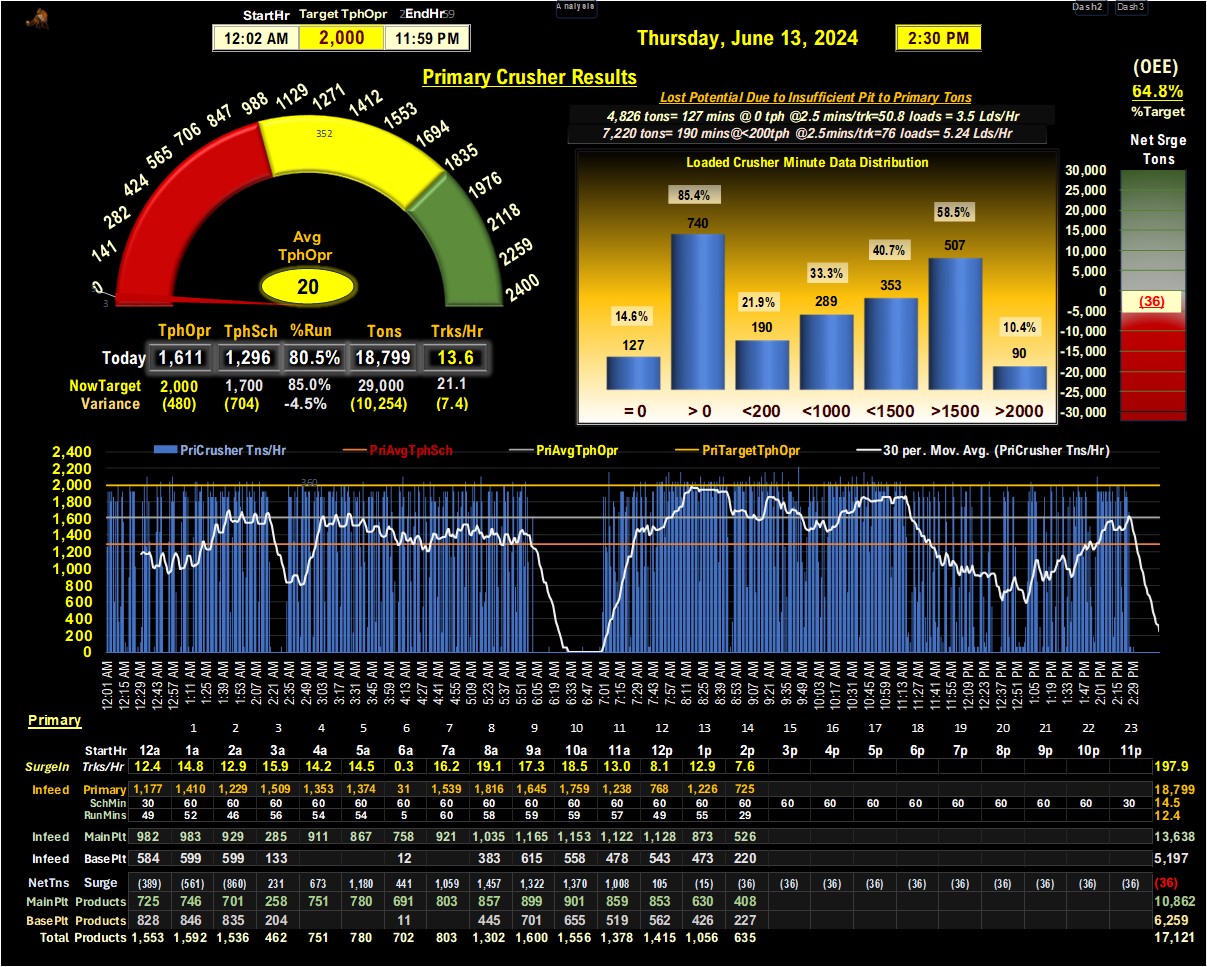 Analysis
Dash2 Dash3
StartHr Target TphOpr EndHr
12:02 AM 2,000 11:59 PM
Thursday, June 13, 2024 2:30 PM
Primary Crusher Results
(OEE)
64.8%
%Target
Lost Potential Due to Insufficient Pit to Primary Tons
4,826 tons= 127 mins @ 0 tph @2.5 mins/trk=50.8 loads = 3.5 Lds/Hr
7,220 tons= 190 mins@<200tph @2.5mins/trk=76 loads= 5.24 Lds/Hr
0 141 282 424 565 706 847 988 1129 1271 1412 1553 1694 1835 1976 2118 2259 2400
352
3
Avg
TphOpr
20
Loaded Crusher Minute Data Distribution
14.6% 85.4% 21.9% 33.3% 40.7% 58.5% 10.4%
127 740 190 289 353 507 90
= 0 > 0 <200 <1000 <1500 >1500 >2000
Net Srge
Tons
30,000
25,000
20,000
15,000
10,000
5,000
0
(36)
-5,000
-10,000
-15,000
-20,000
-25,000
-30,000
TphOpr TphSch %Run Tons Trks/Hr
Today 1,611 1,296 80.5% 18,799 13.6
NowTarget 2,000 1,700 85.0% 29,000 21.1
Variance (480) (704) -4.5% (10,254) (7.4)
PriCrusher Tns/Hr PriAvgTphSch PriAvgTphOpr PriTargetTphOpr 30 per. Mov. Avg. (PriCrusher Tns/Hr)
360
2,400
2,200
2,000
1,800
1,600
1,400
1,200
1,000
800
600
400
200
0
12:01 AM 12:15 AM 12:29 AM 12:43 AM 12:57 AM 1:11 AM 1:25 AM 1:39 AM 1:53 AM 2:07 AM 2:21 AM 2:35 AM 2:49 AM 3:03 AM 3:17 AM 3:31 AM 3:45 AM 3:59 AM 4:13 AM 4:27 AM 4:41 AM 4:55 AM 5:09 AM 5:23 AM 5:37 AM 5:51 AM 6:05 AM 6:19 AM 6:33 AM 6:47 AM 7:01 AM 7:15 AM 7:29 AM 7:43 AM 7:57 AM 8:11 AM 8:25 AM 8:39 AM 8:53 AM 9:07 AM 9:21 AM 9:35 AM 9:49 AM 10:03 AM 10:17 AM 10:31 AM 10:45 AM 10:59 AM 11:13 AM 11:27 AM 11:41 AM 11:55 AM 12:09 PM 12:23 PM 12:37 PM 12:51 PM 1:05 PM 1:19 PM 1:33 PM 1:47 PM 2:01 PM 2:15 PM 2:29 PM
Primary
1 2 3 4 5 6 7 8 9 10 11 12 13 14 15 16 17 18 19 20 21 22 23
StartHr 12a 1a 2a 3a 4a 5a 6a 7a 8a 9a 10a 11a 12p 1p 2p 3p 4p 5p 6p 7p 8p 9p 10p 11p
SurgeIn Trks/Hr 12.4 14.8 12.9 15.9 14.2 14.5 0.3 16.2 19.1 17.3 18.5 13.0 8.1 12.9 7.6 197.9
Infeed Primary 1,177 1,410 1,229 1,509 1,353 1,374 31 1,539 1,816 1,645 1,759 1,238 768 1,226 725 18,799
SchMin 30 60 60 60 60 60 60 60 60 60 60 60 60 60 60 60 60 60 60 60 60 60 60 30 14.5
RunMins 49 52 46 56 54 54 5 60 58 59 59 57 49 55 29 12.4
Infeed MainPlt 982 983 929 285 911 867 758 921 1,035 1,165 1,153 1,122 1,128 873 526 13,638
Infeed BasePlt 584 599 599 133 12 383 615 558 478 543 473 220 5,197
NetTns Surge (389) (561) (860) 231 673 1,180 441 1,059 1,457 1,322 1,370 1,008 105 (15) (36) (36) (36) (36) (36) (36) (36) (36) (36) (36) (36)
MainPlt Products 725 746 701 258 751 780 691 803 857 899 901 859 853 630 408 10,862
BasePlt Products 828 846 835 204 11 445 701 655 519 562 426 227 6,259
Total Products 1,553 1,592 1,536 462 751 780 702 803 1,302 1,600 1,556 1,378 1,415 1,056 635 17,121